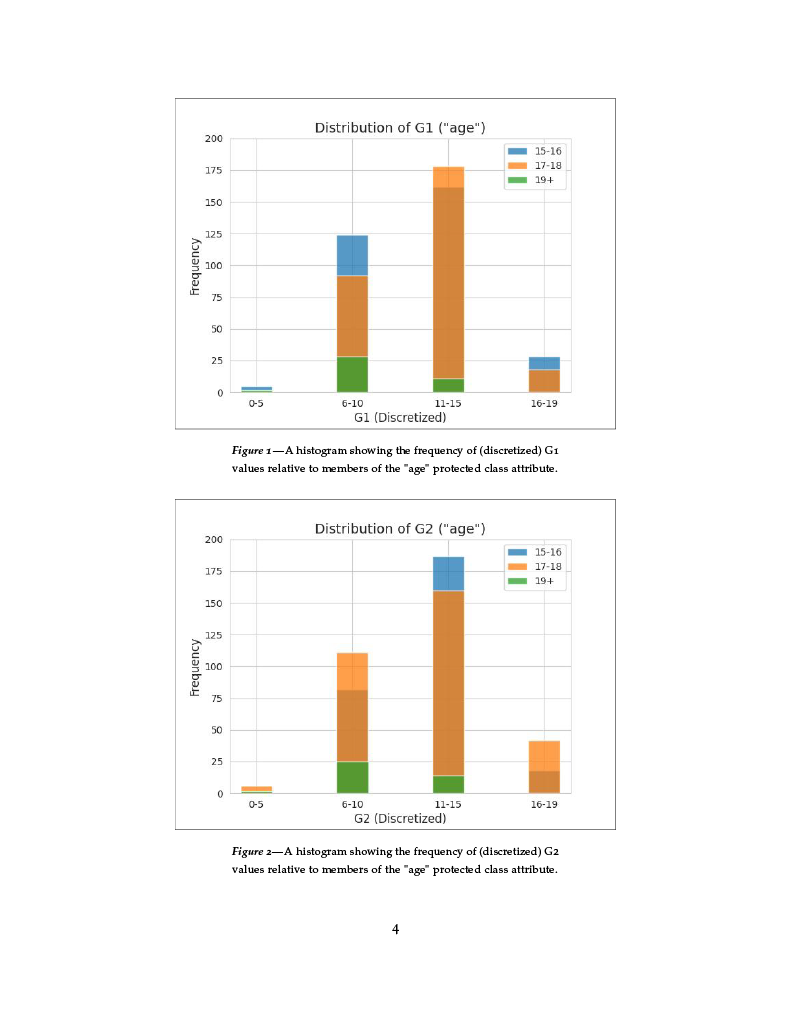 Distribution of G1 ("age")
200
175
150
125
100
75
50
25
0
Frequency
15-16
17-18
19+
0-5 6-10 11-15 16-19
G1 (Discretized)
Figure 1—A histogram showing the frequency of (discretized) G1
values relative to members of the "age" protected class attribute.
Distribution of G2 ("age")
200
175
150
125
100
75
50
25
0
Frequency
15-16
17-18
19+
0-5 6-10 11-15 16-19
G2 (Discretized)
Figure 2—A histogram showing the frequency of (discretized) G2
values relative to members of the "age" protected class attribute.
4